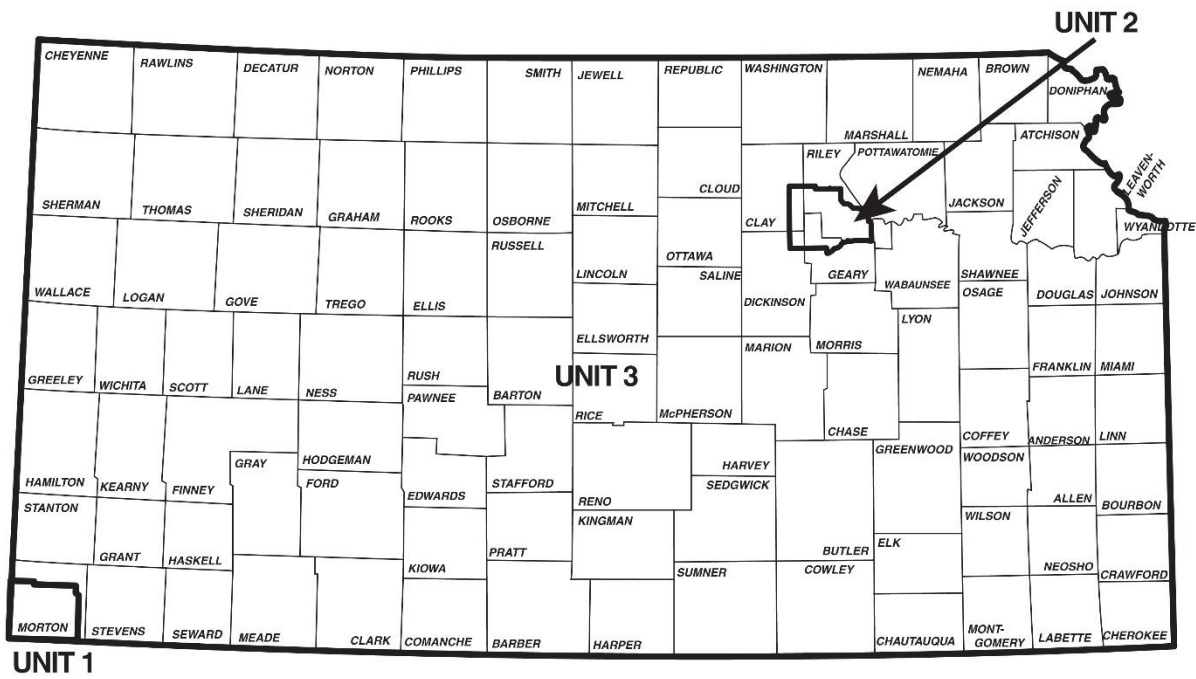 UNIT 2
CHEYENNE
RAWLINS
DECATUR
NORTON
PHILLIPS
SMITH
JEWELL
REPUBLIC
WASHINGTON
MARSHALL
NEMAHA
BROWN
DONIPHAN
ATCHISON
RILEY
POTTAWATOMIE
SHERMAN
THOMAS
SHERIDAN
GRAHAM
ROOKS
OSBORNE
MITCHELL
CLOUD
CLAY
JACKSON
JEFFERSON
LEAVEN-
WORTH
WYANDOTTE
WALLACE
LOGAN
GOVE
TREGO
ELLIS
RUSSELL
LINCOLN
OTTAWA
SALINE
DICKINSON
GEARY
WABAUNSEE
SHAWNEE
OSAGE
DOUGLAS
JOHNSON
GREELEY
WICHITA
SCOTT
LANE
NESS
RUSH
PAWNEE
BARTON
ELLSWORTH
UNIT 3
RICE
McPHERSON
MARION
MORRIS
LYON
CHASE
FRANKLIN
MIAMI
HAMILTON
KEARNY
FINNEY
GRAY
HODGEMAN
FORD
EDWARDS
STAFFORD
RENO
KINGMAN
HARVEY
SEDGWICK
GREENWOOD
COFFEY
WOODSON
ANDERSON
LINN
ALLEN
BOURBON
STANTON
GRANT
HASKELL
KIOWA
PRATT
BUTLER
COWLEY
ELK
WILSON
NEOSHO
CRAWFORD
MORTON
STEVENS
SEWARD
MEADE
CLARK
COMANCHE
BARBER
HARPER
SUMNER
CHAUTAUQUA
MONT-
GOMERY
LABETTE
CHEROKEE
UNIT 1